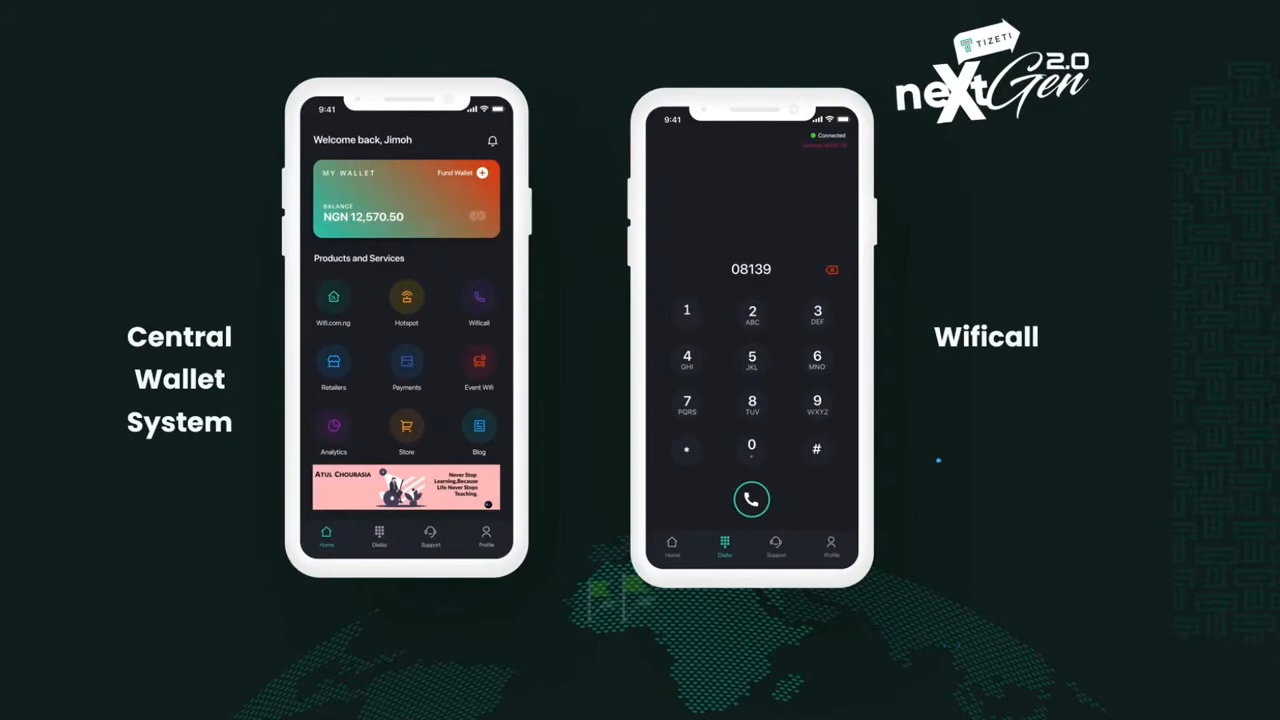 TIZETI
neXtGen 2.0
Central
Wallet
System
9:41
Welcome back, Jimoh
MY WALLET
Fund Wallet
BALANCE
NGN 12,570.50
Products and Services
Wifi.com.ng
Hotspot
Wificall
Retailers
Payments
Event Wifi
Analytics
Store
Blog
ATUL CHOURASIA
Never Stop
Learning,Because
Life Never Stops
Teaching.
Home
Dialler
Support
Profile
9:41
Connected
08139
1
2
ABC
3
DEF
4
GHI
5
JKL
6
MNO
7
PQRS
8
TUV
9
WXYZ
*
0
+
#
Home
Dialler
Support
Profile
Wificall